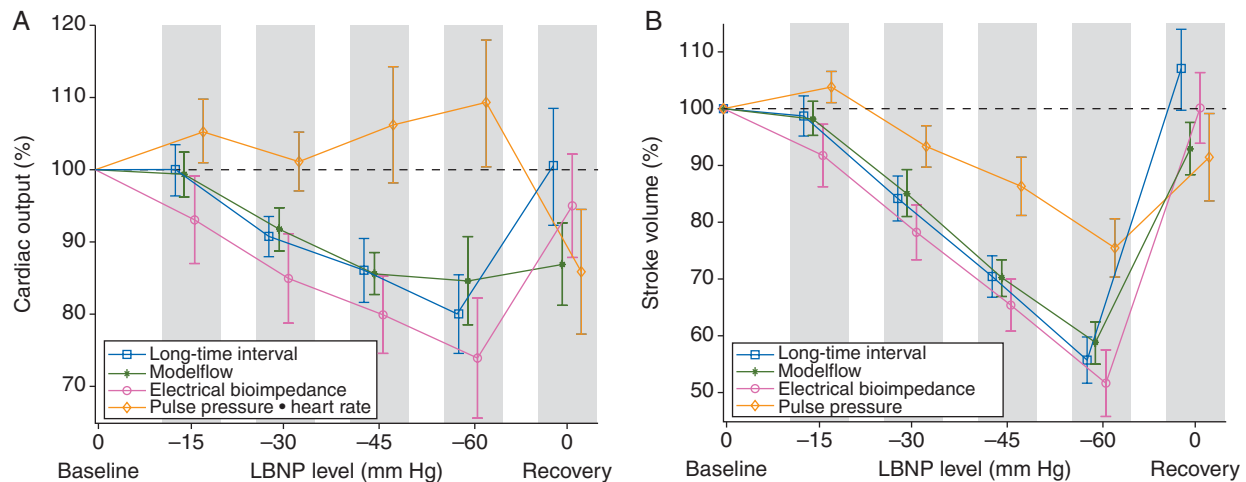 A
Cardiac output (%)
120
110
100
90
80
70
Long-time interval
Modelflow
Electrical bioimpedance
Pulse pressure • heart rate
0 –15 –30 –45 –60 0
Baseline LBNP level (mm Hg) Recovery
B
Stroke volume (%)
110
100
90
80
70
60
50
Long-time interval
Modelflow
Electrical bioimpedance
Pulse pressure
0 –15 –30 –45 –60 0
Baseline LBNP level (mm Hg) Recovery